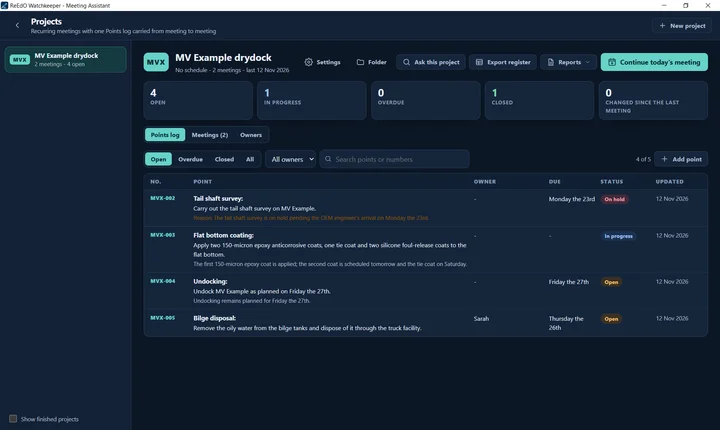 ReEdO Watchkeeper - Meeting Assistant
Projects
Recurring meetings with one Points log carried from meeting to meeting
New project
MVX
MV Example drydock
2 meetings - 4 open
MVX
MV Example drydock
No schedule - 2 meetings - last 12 Nov 2026
Settings
Folder
Ask this project
Export register
Reports
Continue today's meeting
4
OPEN
1
IN PROGRESS
0
OVERDUE
1
CLOSED
0
CHANGED SINCE THE LAST
MEETING
Points log
Meetings (2)
Owners
Open
Overdue
Closed
All
All owners
Search points or numbers
4 of 5
Add point
NO. POINT OWNER DUE STATUS UPDATED
MVX-002 Tail shaft survey: - Monday the 23rd On hold 12 Nov 2026
Carry out the tail shaft survey on MV Example.
Reason: The tail shaft survey is on hold pending the OEM engineer's arrival on Monday the 23rd.
MVX-003 Flat bottom coating: - - In progress 12 Nov 2026
Apply two 150-micron epoxy anticorrosive coats, one tie coat and two silicone foul-release coats to the
flat bottom.
The first 150-micron epoxy coat is applied; the second coat is scheduled tomorrow and the tie coat on Saturday.
MVX-004 Undocking: - Friday the 27th Open 12 Nov 2026
Undock MV Example as planned on Friday the 27th.
Undocking remains planned for Friday the 27th.
MVX-005 Bilge disposal: Sarah Thursday the Open 12 Nov 2026
26th
Remove the oily water from the bilge tanks and dispose of it through the truck facility.
Show finished projects